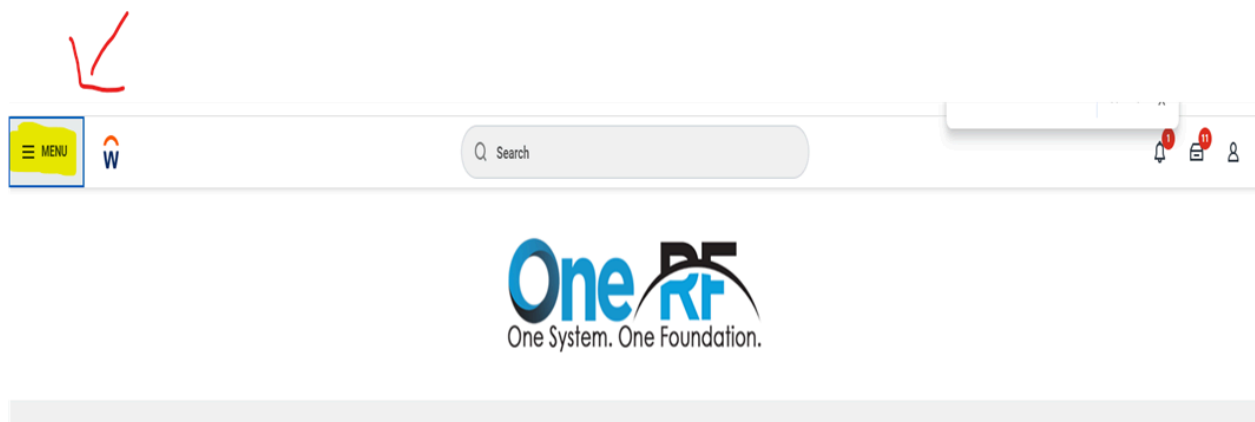 MENU
W
Search
1
11
One RF
One System. One Foundation.